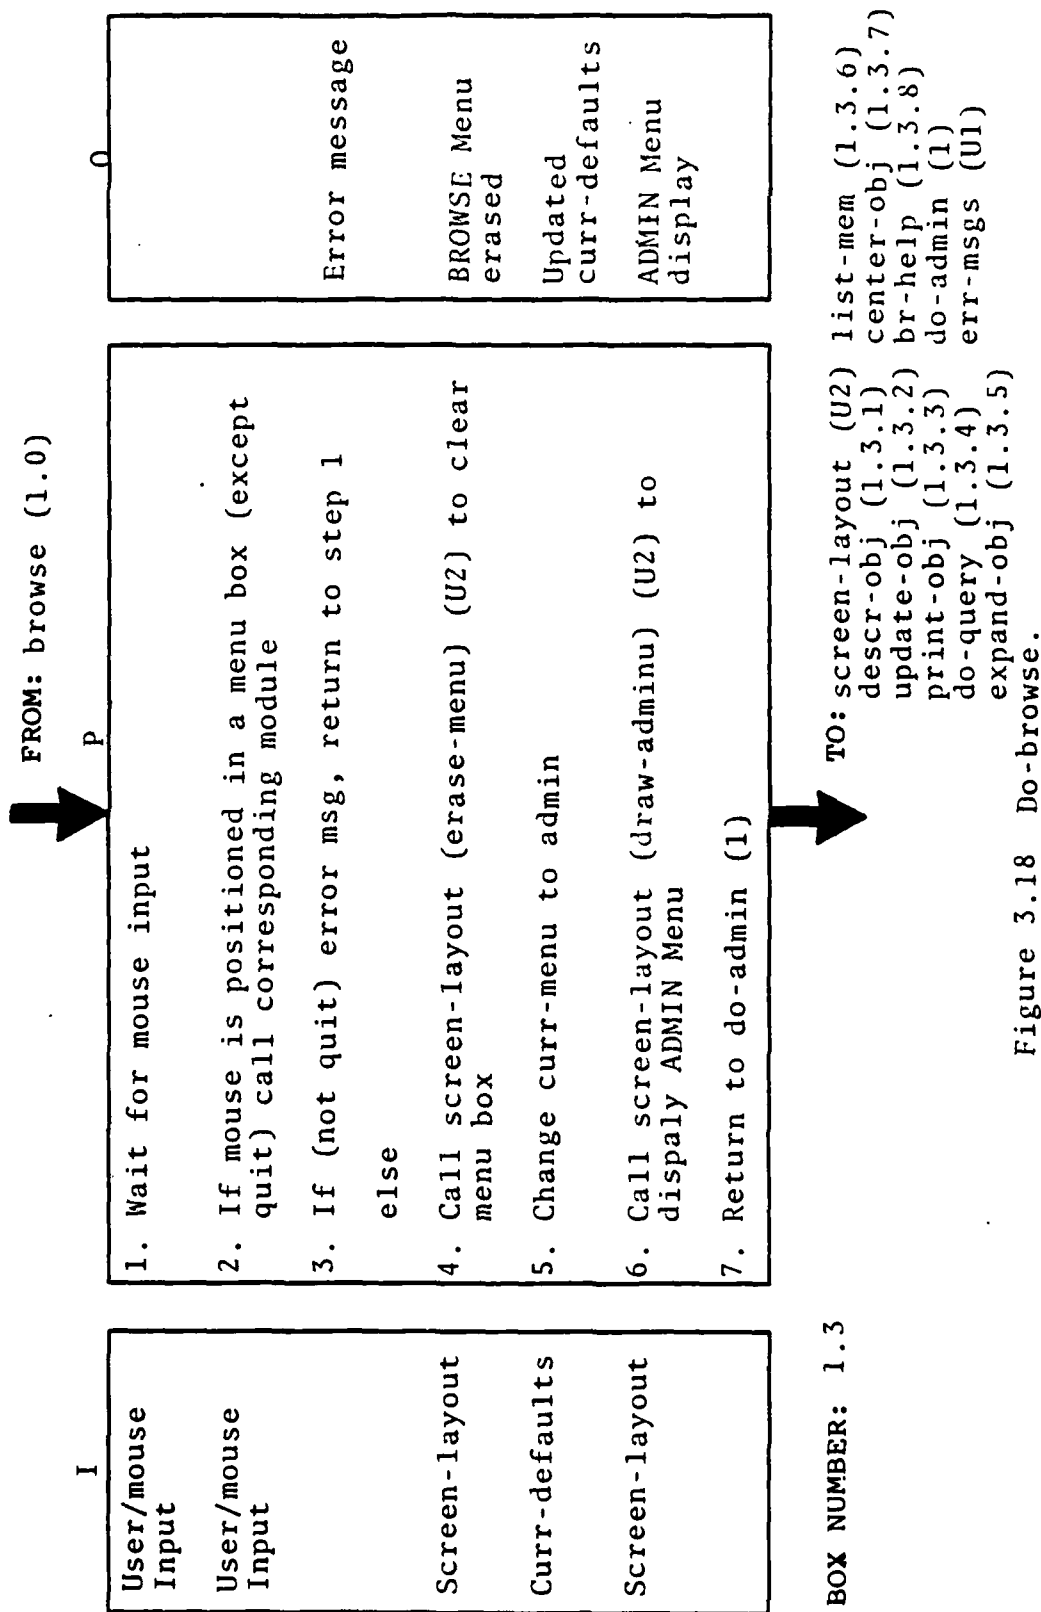 FROM: browse (1.0)
I
P
O
User/mouse
Input
User/mouse
Input
Screen-layout
Curr-defaults
Screen-layout
1. Wait for mouse input
2. If mouse is positioned in a menu box (except
quit) call corresponding module
3. If (not quit) error msg, return to step 1
else
4. Call screen-layout (erase-menu) (U2) to clear
menu box
5. Change curr-menu to admin
6. Call screen-layout (draw-adminu) (U2) to
dispaly ADMIN Menu
7. Return to do-admin (1)
Error message
BROWSE Menu
erased
Updated
curr-defaults
ADMIN Menu
display
BOX NUMBER: 1.3
TO: screen-layout (U2) list-mem (1.3.6)
descr-obj (1.3.1) center-obj (1.3.7)
update-obj (1.3.2) br-help (1.3.8)
print-obj (1.3.3) do-admin (1)
do-query (1.3.4) err-msgs (U1)
expand-obj (1.3.5)
Figure 3.18 Do-browse.